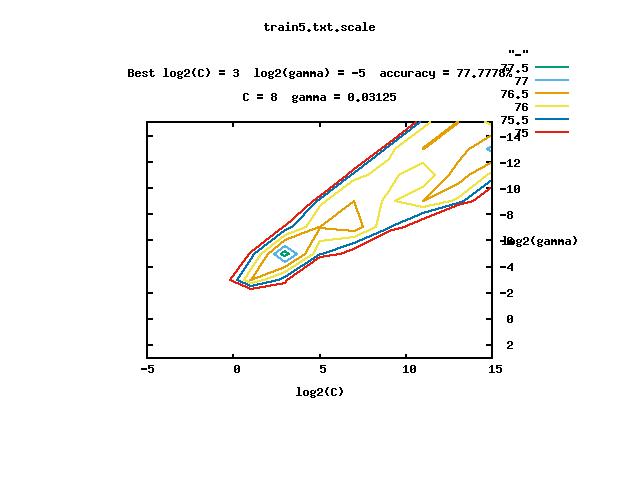 train5.txt.scale
"-"
Best log2(C) = 3  log2(gamma) = -5  accuracy = 77.7778%
77.5
77
C = 8  gamma = 0.03125
76.5
76
75.5
75
-14
-12
-10
-8
-6
log2(gamma)
-4
-2
0
2
-5 0 5 10 15
log2(C)